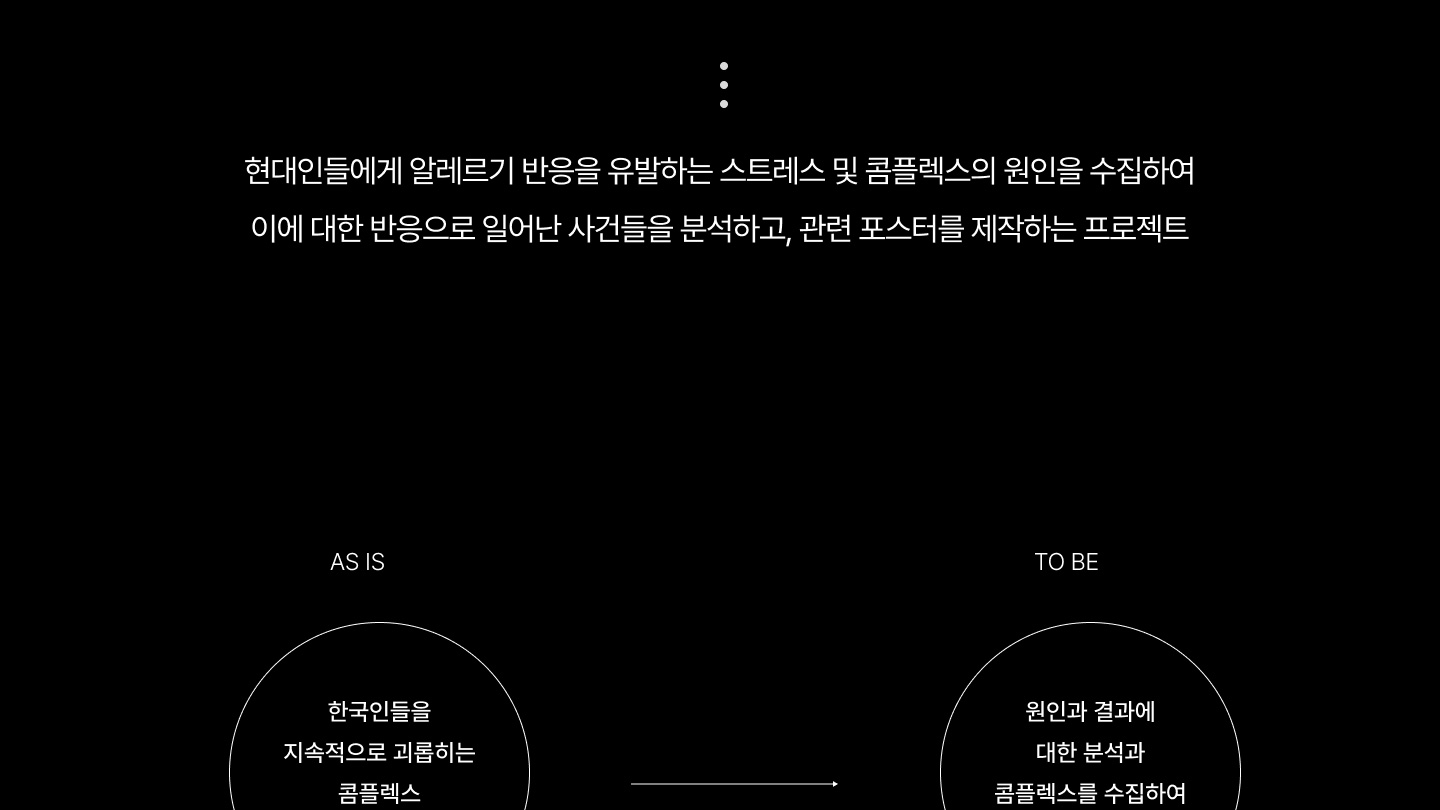 현대인들에게 알레르기 반응을 유발하는 스트레스 및 콤플렉스의 원인을 수집하여
이에 대한 반응으로 일어난 사건들을 분석하고, 관련 포스터를 제작하는 프로젝트
AS IS
TO BE
한국인들을
지속적으로 괴롭히는
콤플렉스
원인과 결과에
대한 분석과
콤플렉스를 수집하여